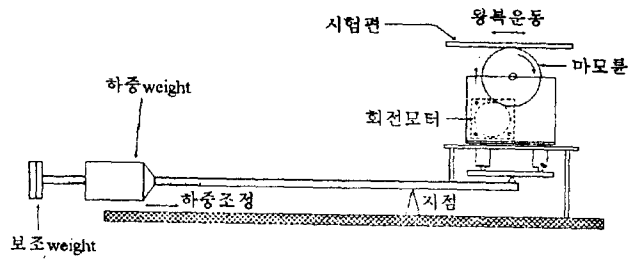 왕복운동
시험편
마모륜
하중weight
회전모터
하중조정
지점
보조weight